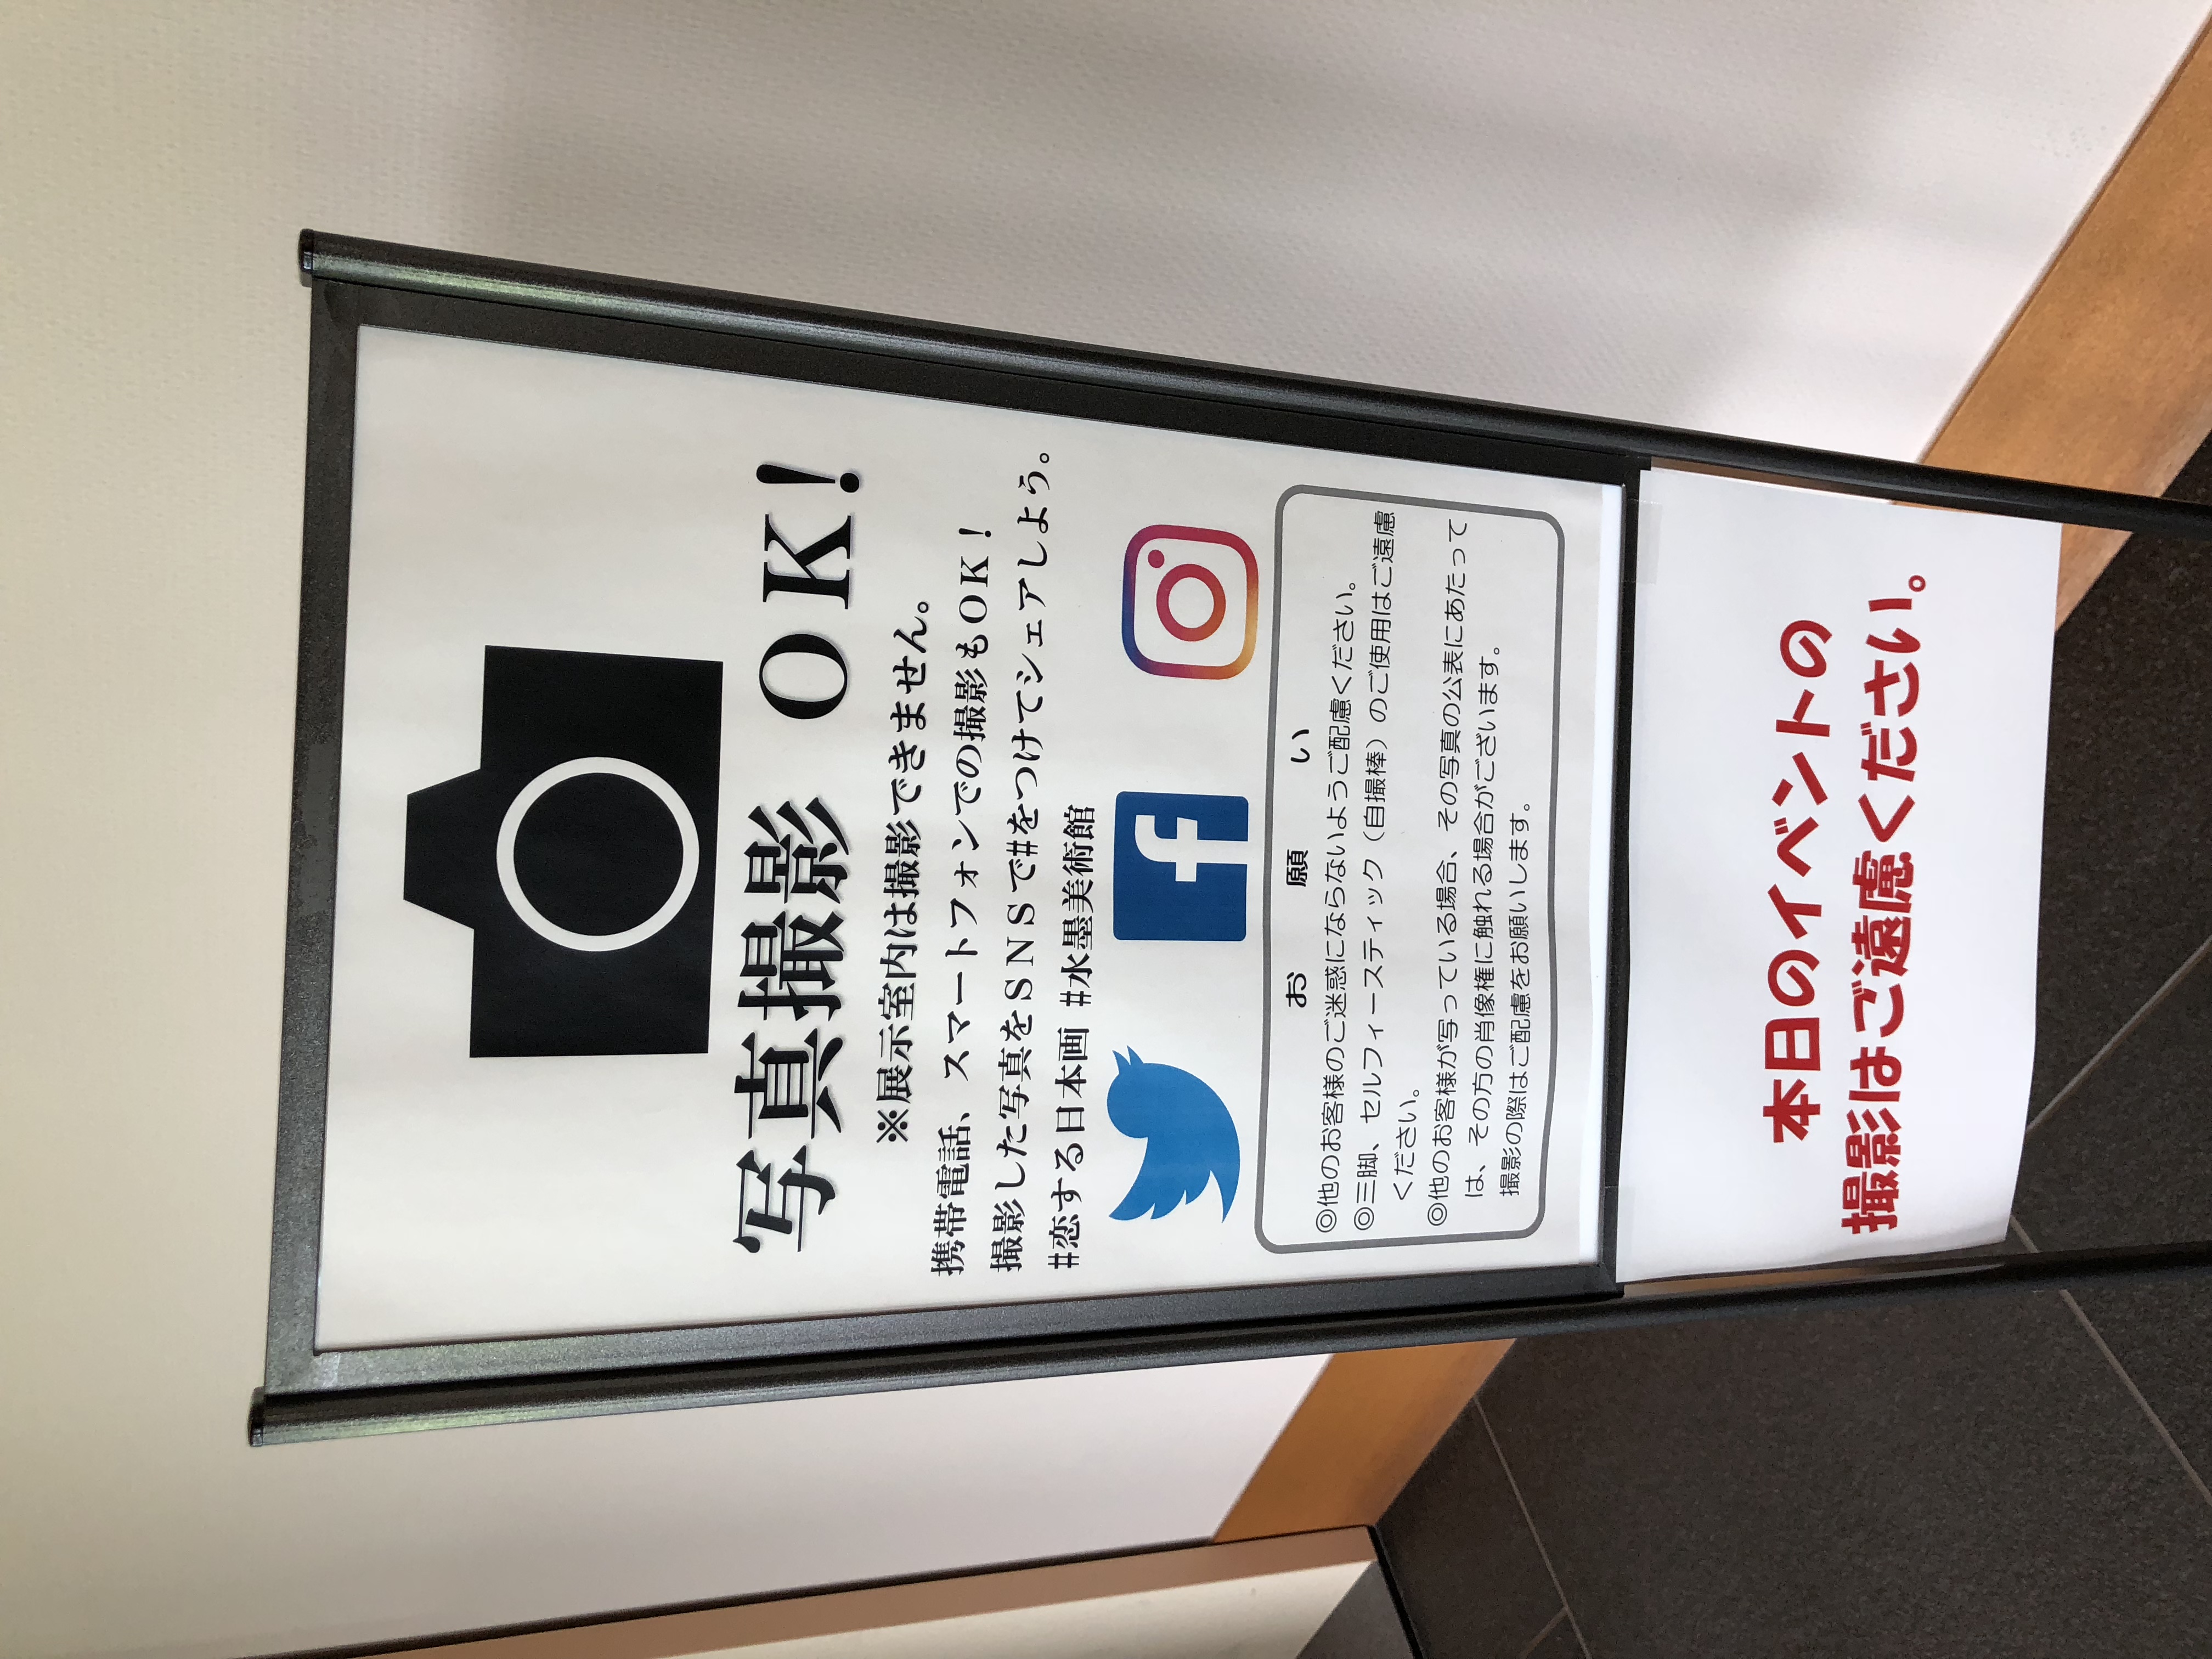 写真撮影 OK!
※展示室内は撮影できません。
携帯電話、スマートフォンでの撮影もOK!
撮影した写真をSNSで#をつけてシェアしよう。
#恋する日本画 #水墨美術館
お願い
◎他のお客様のご迷惑にならないようご配慮ください。
◎三脚、セルフィースティック（自撮棒）のご使用はご遠慮
ください。
◎他のお客様が写っている場合、その写真の公表にあたって
は、その方の肖像権に触れる場合がございます。
撮影の際はご配慮をお願いします。
本日のイベントの
撮影はご遠慮ください。